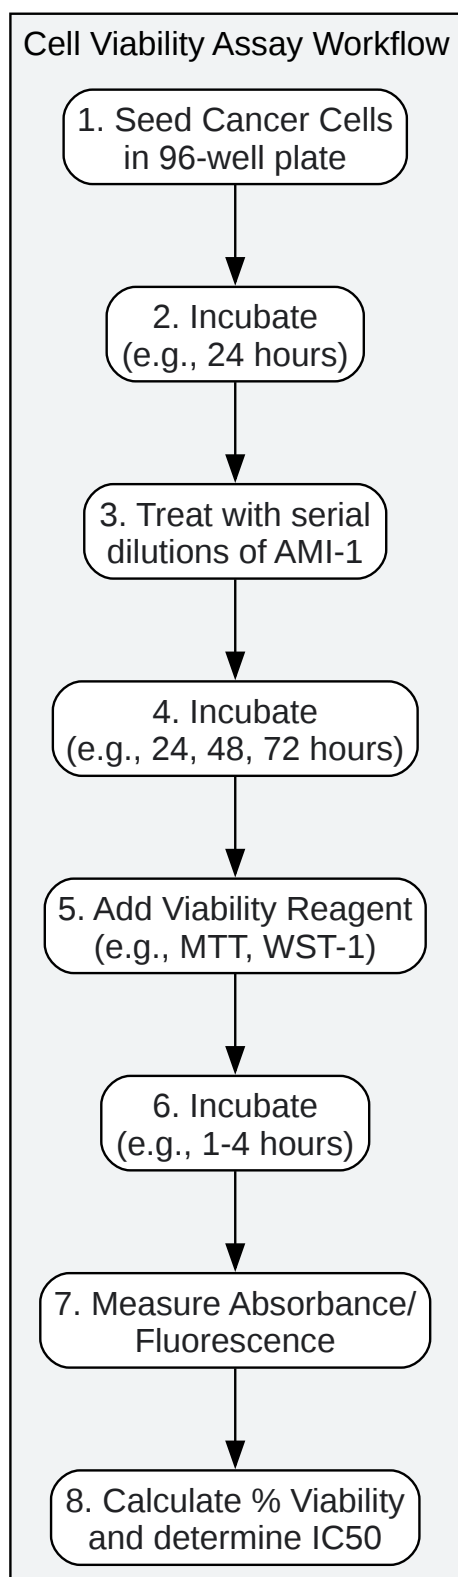 Cell Viability Assay Workflow
1. Seed Cancer Cells
in 96-well plate
2. Incubate
(e.g., 24 hours)
3. Treat with serial
dilutions of AMI-1
4. Incubate
(e.g., 24, 48, 72 hours)
5. Add Viability Reagent
(e.g., MTT, WST-1)
6. Incubate
(e.g., 1-4 hours)
7. Measure Absorbance/
Fluorescence
8. Calculate % Viability
and determine IC50